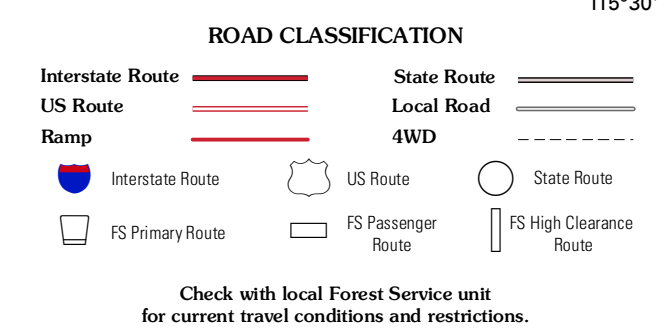 115°30'
ROAD CLASSIFICATION
Interstate Route
State Route
US Route
Local Road
Ramp
4WD
Interstate Route
US Route
State Route
FS Primary Route
FS Passenger
Route
FS High Clearance
Route
Check with local Forest Service unit
for current travel conditions and restrictions.